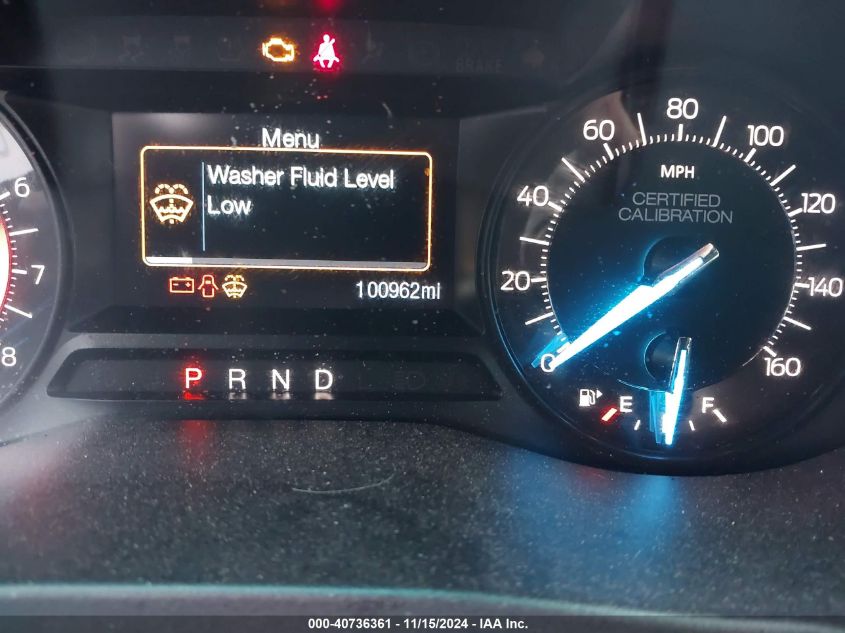 BRAKE
Menu
Washer Fluid Level
Low
100962mi
P R N D
6
7
8
0
20
40
60
80
100
120
140
160
MPH
CERTIFIED
CALIBRATION
E F
000-40736361 - 11/15/2024 - IAA Inc.